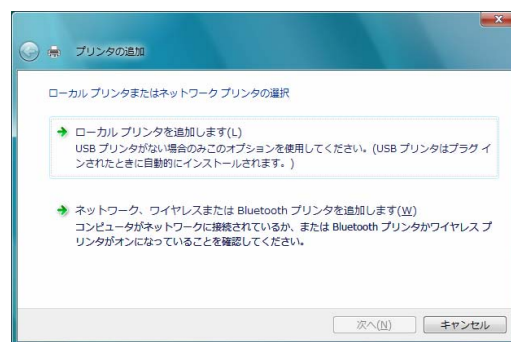 プリンタの追加
ローカル プリンタまたはネットワーク プリンタの選択
ローカル プリンタを追加します(L)
USB プリンタがない場合のみこのオプションを使用してください。(USB プリンタはプラグ イ
ンされたときに自動的にインストールされます。)
ネットワーク、ワイヤレスまたは Bluetooth プリンタを追加します(W)
コンピュータがネットワークに接続されているか、または Bluetooth プリンタかワイヤレス プ
リンタがオンになっていることを確認してください。
次へ(N) キャンセル